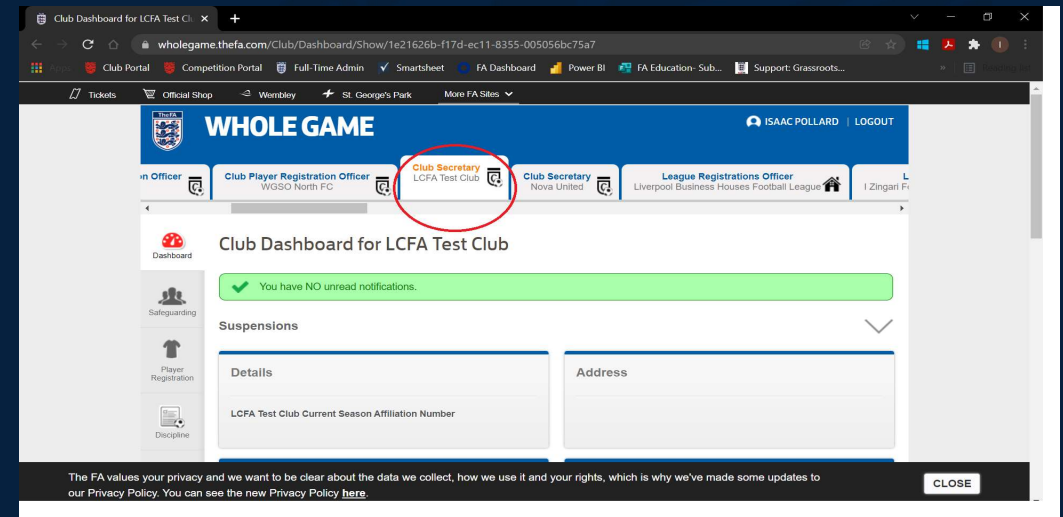 Club Dashboard for LCFA Test Clu
wholegame.thefa.com/Club/Dashboard/Show/1e21626b-f17d-ec11-8355-005056bc75a7
Apps Club Portal Competition Portal Full-Time Admin Smartsheet FA Dashboard Power BI FA Education- Sub... Support: Grassroots... »
Tickets Official Shop Wembley St. George's Park More FA Sites
TheFA
WHOLE GAME
ISAAC POLLARD | LOGOUT
on Officer
Club Player Registration Officer
WGSO North FC
Club Secretary
LCFA Test Club
Club Secretary
Nova United
League Registrations Officer
Liverpool Business Houses Football League
L
I Zingari Fo
Dashboard
Club Dashboard for LCFA Test Club
You have NO unread notifications.
Safeguarding
Suspensions
Player
Registration
Details
Address
LCFA Test Club Current Season Affiliation Number
Discipline
The FA values your privacy and we want to be clear about the data we collect, how we use it and your rights, which is why we've made some updates to
our Privacy Policy. You can see the new Privacy Policy here.
CLOSE